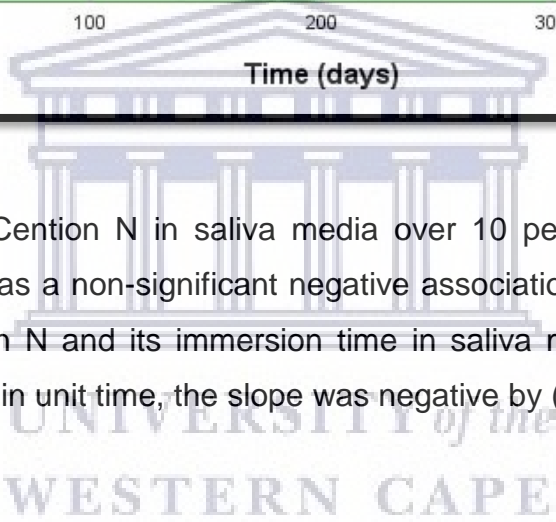 100 200 30
Time (days)
Cention N in saliva media over 10 pe
as a non-significant negative associatio
n N and its immersion time in saliva
in unit time, the slope was negative by (
UNIVERSITY of the
WESTERN CAPE